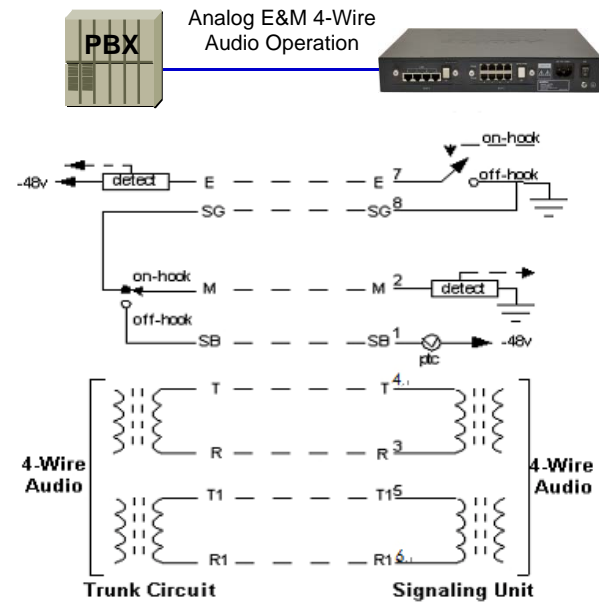 Analog E&M 4-Wire
Audio Operation
PBX
on-hook
-48v detect E E 7 off-hook
SG SG 8
on-hook M M 2 detect
off-hook
SB SB 1 ptc -48v
T T 4.
R R 3
4-Wire
Audio
4-Wire
Audio
T1 T1 5
R1 R1 6.
Trunk Circuit Signaling Unit